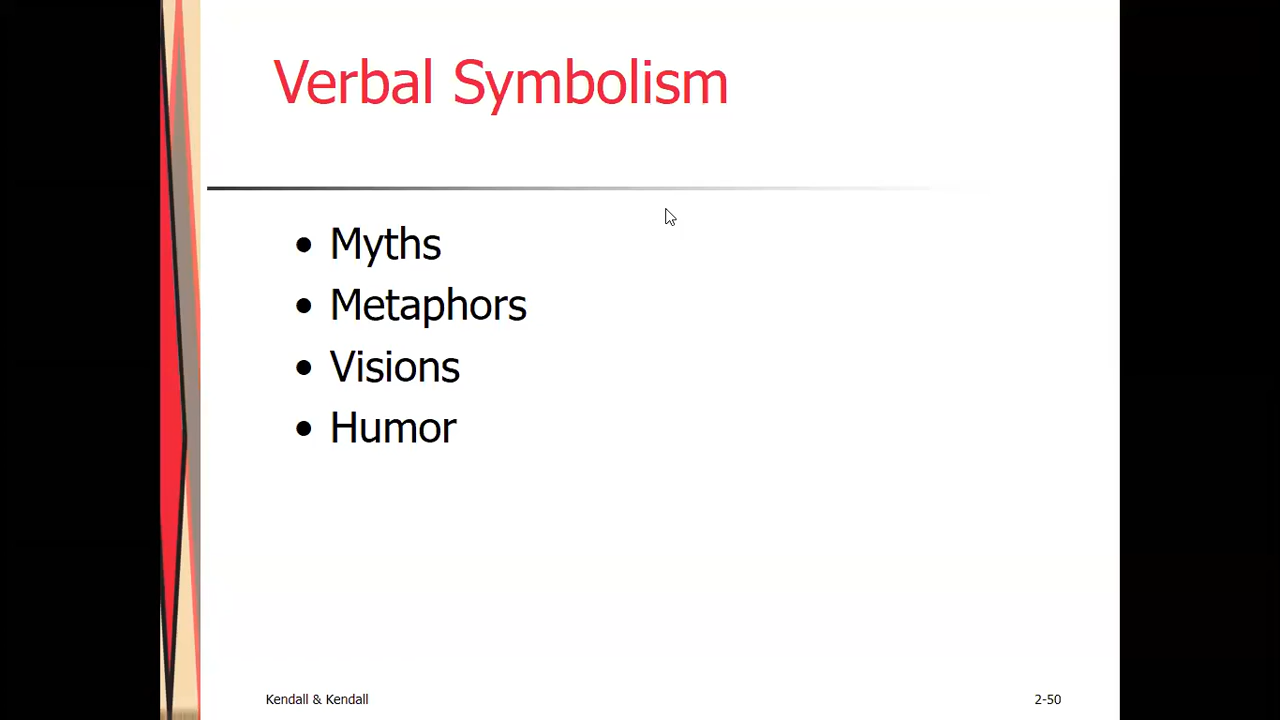 Verbal Symbolism
• Myths
• Metaphors
• Visions
• Humor
Kendall & Kendall
2-50